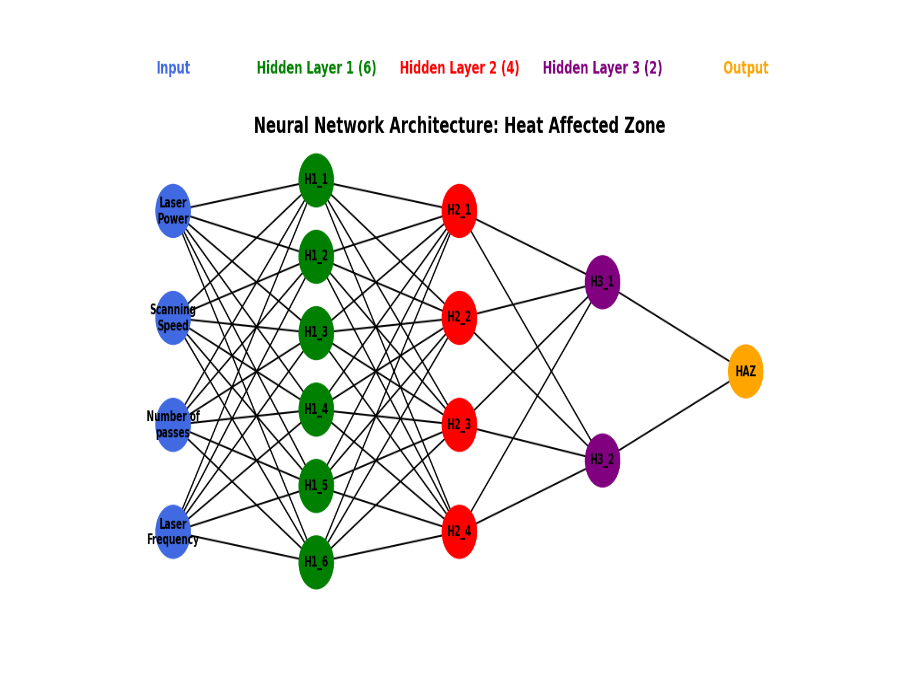 Input Hidden Layer 1 (6) Hidden Layer 2 (4) Hidden Layer 3 (2) Output
Neural Network Architecture: Heat Affected Zone
Laser
Power
Scanning
Speed
Number of
passes
Laser
Frequency
H1_1
H1_2
H1_3
H1_4
H1_5
H1_6
H2_1
H2_2
H2_3
H2_4
H3_1
H3_2
HAZ